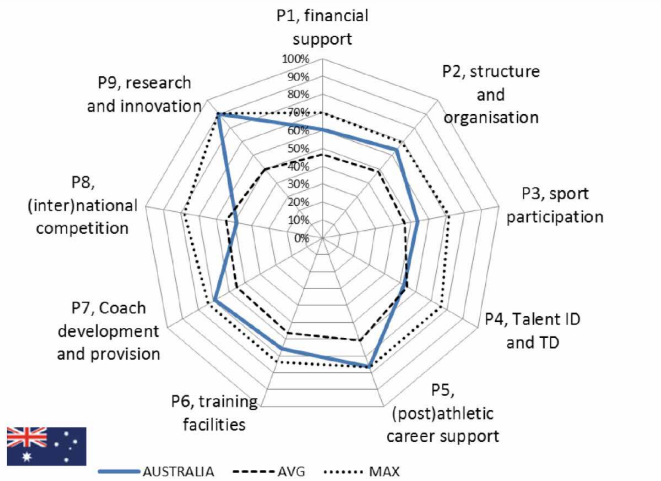 P1, financial
support
P2, structure
and
organisation
P3, sport
participation
P4, Talent ID
and TD
P5,
(post)athletic
career support
P6, training
facilities
P7, Coach
development
and provision
P8,
(inter)national
competition
P9, research
and innovation
100%
90%
80%
70%
60%
50%
40%
30%
20%
10%
0%
AUSTRALIA
AVG
MAX